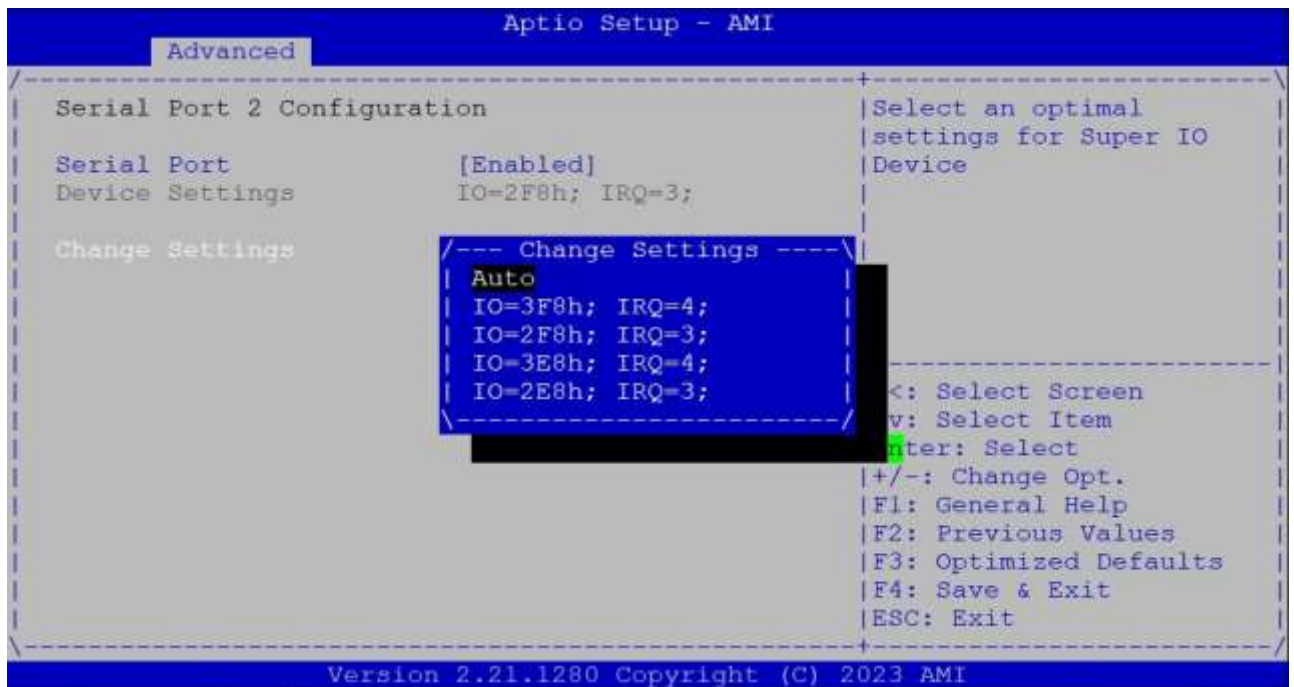 Aptio Setup - AMI
Advanced
Serial Port 2 Configuration
Serial Port [Enabled]
Device Settings IO=2F8h; IRQ=3;
Change Settings
/--- Change Settings ----\
Auto
IO=3F8h; IRQ=4;
IO=2F8h; IRQ=3;
IO=3E8h; IRQ=4;
IO=2E8h; IRQ=3;
Select an optimal
settings for Super IO
Device
<: Select Screen
v: Select Item
nter: Select
+/-: Change Opt.
F1: General Help
F2: Previous Values
F3: Optimized Defaults
F4: Save & Exit
ESC: Exit
Version 2.21.1280 Copyright (C) 2023 AMI